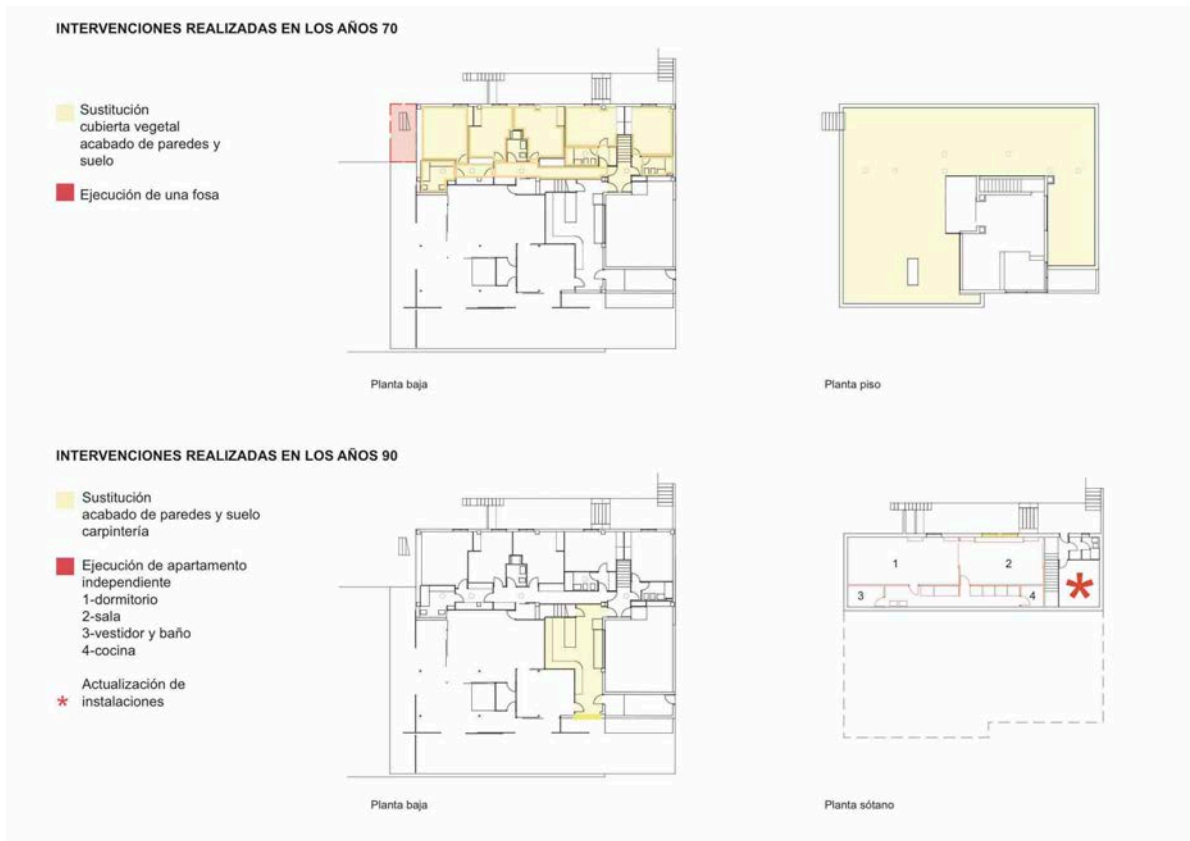 INTERVENCIONES REALIZADAS EN LOS AÑOS 70
Sustitución
cubierta vegetal
acabado de paredes y
suelo
Ejecución de una fosa
Planta baja
Planta piso
INTERVENCIONES REALIZADAS EN LOS AÑOS 90
Sustitución
acabado de paredes y suelo
carpintería
Ejecución de apartamento
independiente
1-dormitorio
2-sala
3-vestidor y baño
4-cocina
Actualización de
* instalaciones
1
2
3
4
*
Planta baja
Planta sótano